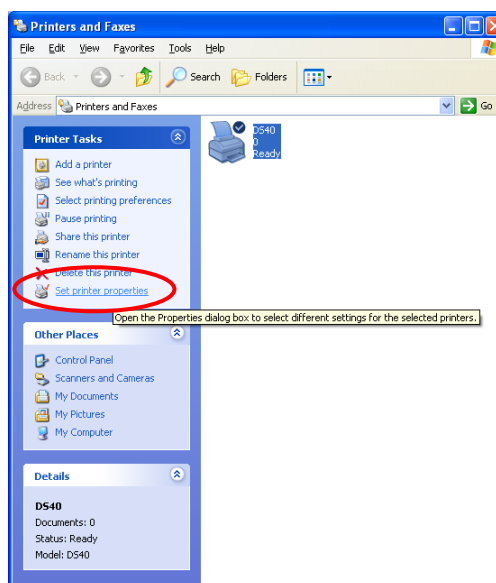 Printers and Faxes
File Edit View Favorites Tools Help
Back Search Folders
Address Printers and Faxes Go
Printer Tasks
Add a printer
See what's printing
Select printing preferences
Pause printing
Share this printer
Rename this printer
Delete this printer
Set printer properties
Open the Properties dialog box to select different settings for the selected printers.
Other Places
Control Panel
Scanners and Cameras
My Documents
My Pictures
My Computer
Details
DS40
Documents: 0
Status: Ready
Model: DS40
DS40
0
Ready